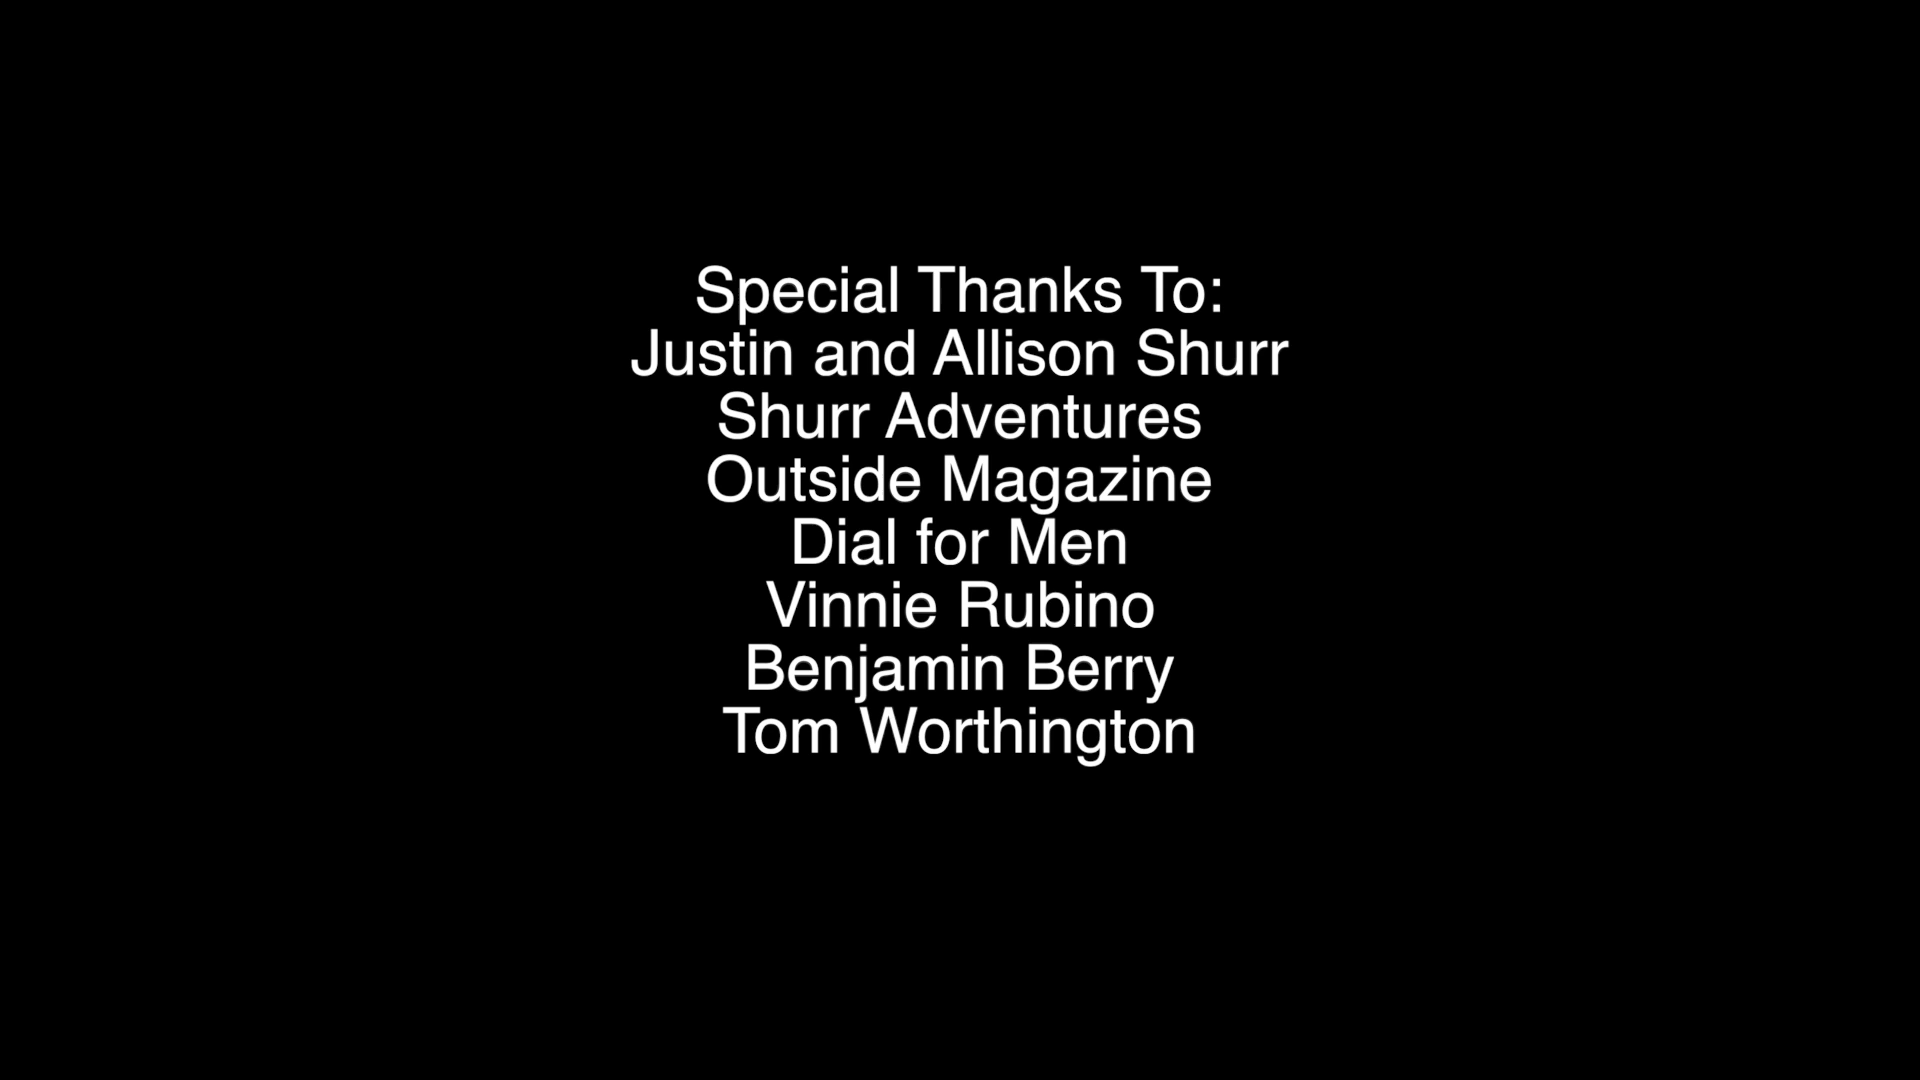 Special Thanks To:
Justin and Allison Shurr
Shurr Adventures
Outside Magazine
Dial for Men
Vinnie Rubino
Benjamin Berry
Tom Worthington